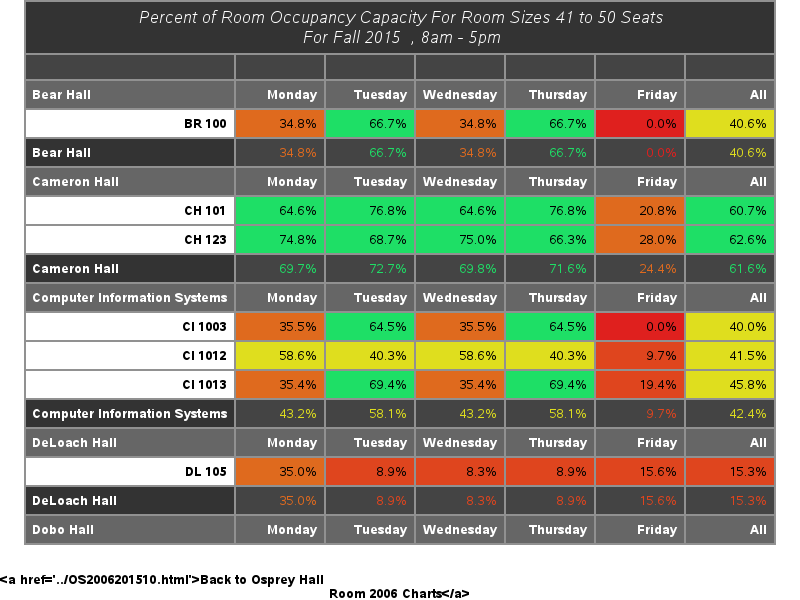 Percent of Room Occupancy Capacity For Room Sizes 41 to 50 Seats
For Fall 2015 , 8am - 5pm
Bear Hall Monday Tuesday Wednesday Thursday Friday All
BR 100 34.8% 66.7% 34.8% 66.7% 0.0% 40.6%
Bear Hall 34.8% 66.7% 34.8% 66.7% 0.0% 40.6%
Cameron Hall Monday Tuesday Wednesday Thursday Friday All
CH 101 64.6% 76.8% 64.6% 76.8% 20.8% 60.7%
CH 123 74.8% 68.7% 75.0% 66.3% 28.0% 62.6%
Cameron Hall 69.7% 72.7% 69.8% 71.6% 24.4% 61.6%
Computer Information Systems Monday Tuesday Wednesday Thursday Friday All
CI 1003 35.5% 64.5% 35.5% 64.5% 0.0% 40.0%
CI 1012 58.6% 40.3% 58.6% 40.3% 9.7% 41.5%
CI 1013 35.4% 69.4% 35.4% 69.4% 19.4% 45.8%
Computer Information Systems 43.2% 58.1% 43.2% 58.1% 9.7% 42.4%
DeLoach Hall Monday Tuesday Wednesday Thursday Friday All
DL 105 35.0% 8.9% 8.3% 8.9% 15.6% 15.3%
DeLoach Hall 35.0% 8.9% 8.3% 8.9% 15.6% 15.3%
Dobo Hall Monday Tuesday Wednesday Thursday Friday All
<a href='../OS2006201510.html'>Back to Osprey Hall
Room 2006 Charts</a>